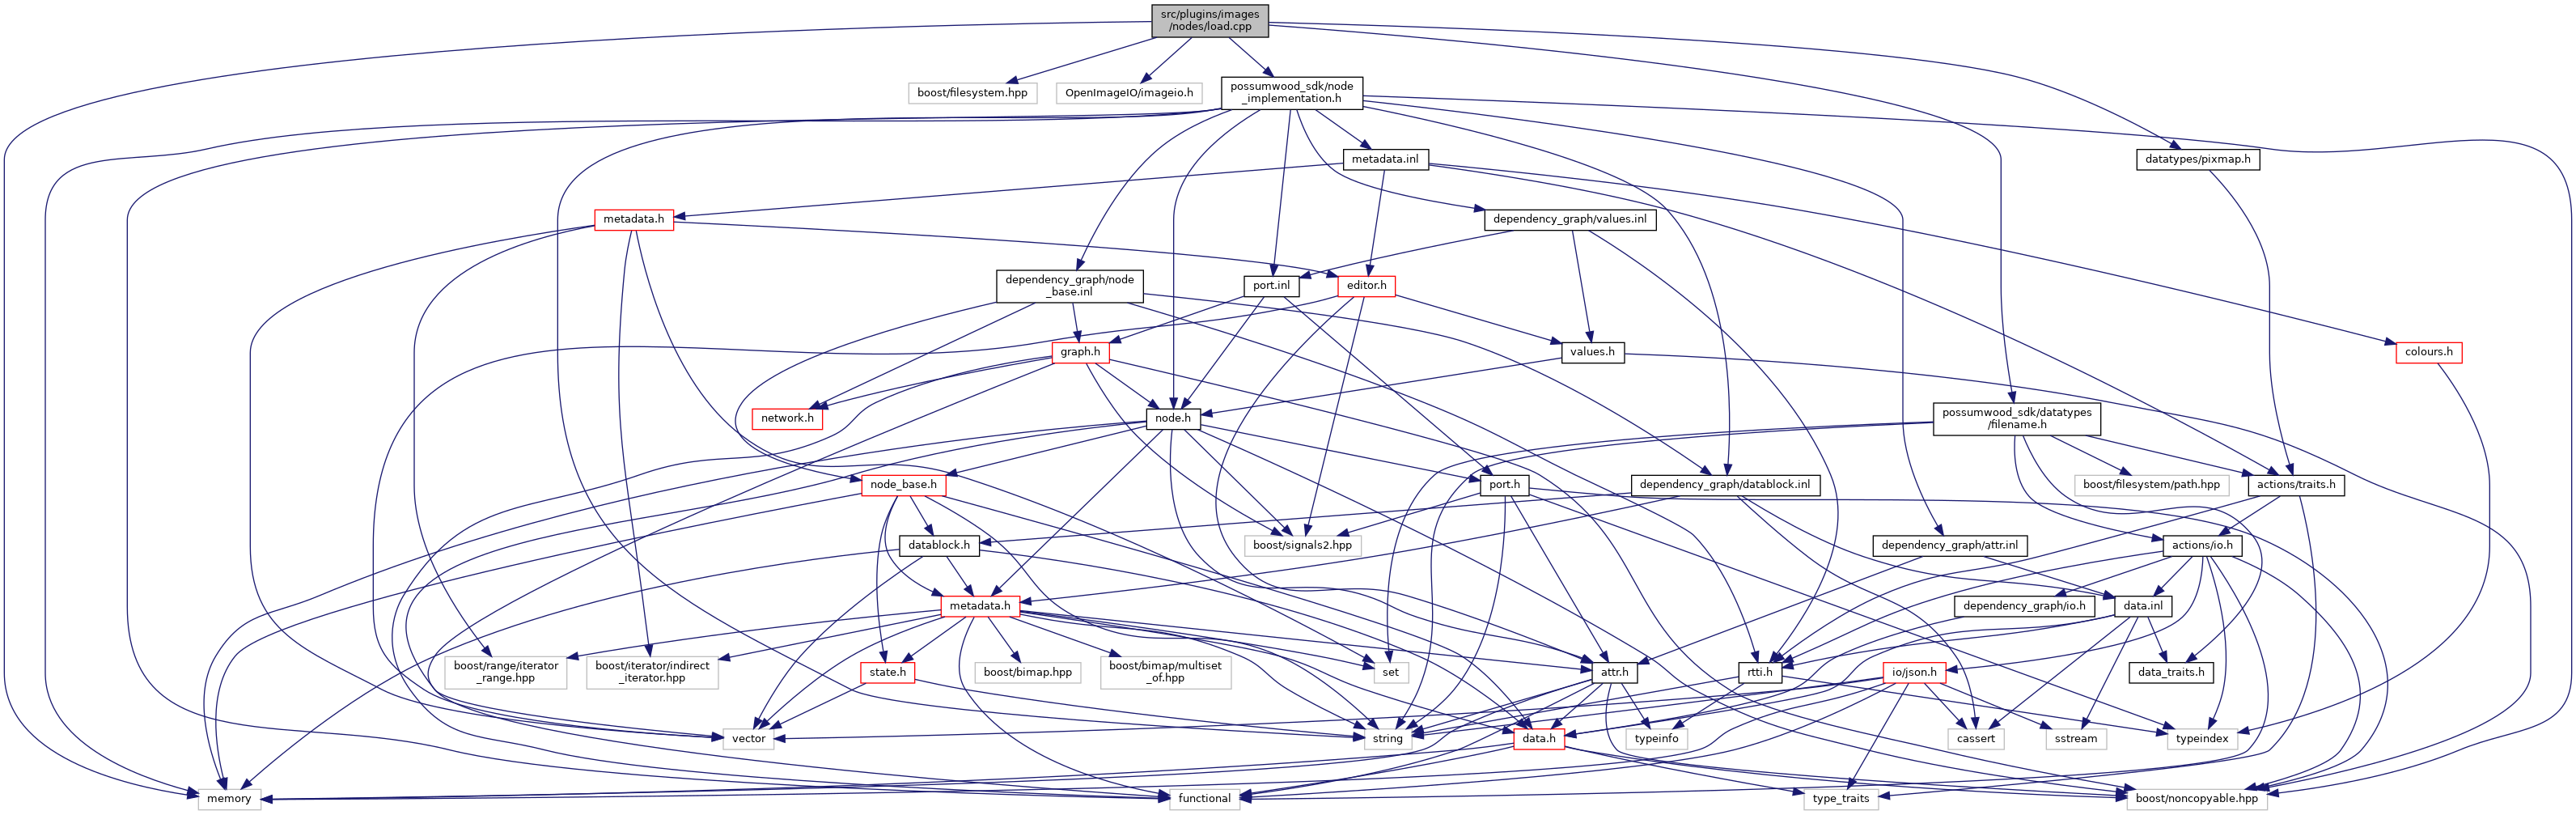 src/plugins/images
/nodes/load.cpp
boost/filesystem.hpp
OpenImageIO/imageio.h
possumwood_sdk/node
_implementation.h
metadata.inl
datatypes/pixmap.h
metadata.h
dependency_graph/values.inl
dependency_graph/node
_base.inl
port.inl
editor.h
graph.h
values.h
colours.h
network.h
node.h
possumwood_sdk/datatypes
/filename.h
node_base.h
port.h
dependency_graph/datablock.inl
boost/filesystem/path.hpp
actions/traits.h
datablock.h
boost/signals2.hpp
dependency_graph/attr.inl
actions/io.h
metadata.h
dependency_graph/io.h
data.inl
boost/range/iterator
_range.hpp
boost/iterator/indirect
_iterator.hpp
state.h
boost/bimap.hpp
boost/bimap/multiset
_of.hpp
set
attr.h
rtti.h
io/json.h
data_traits.h
vector
string
data.h
typeinfo
cassert
sstream
typeindex
memory
functional
type_traits
boost/noncopyable.hpp